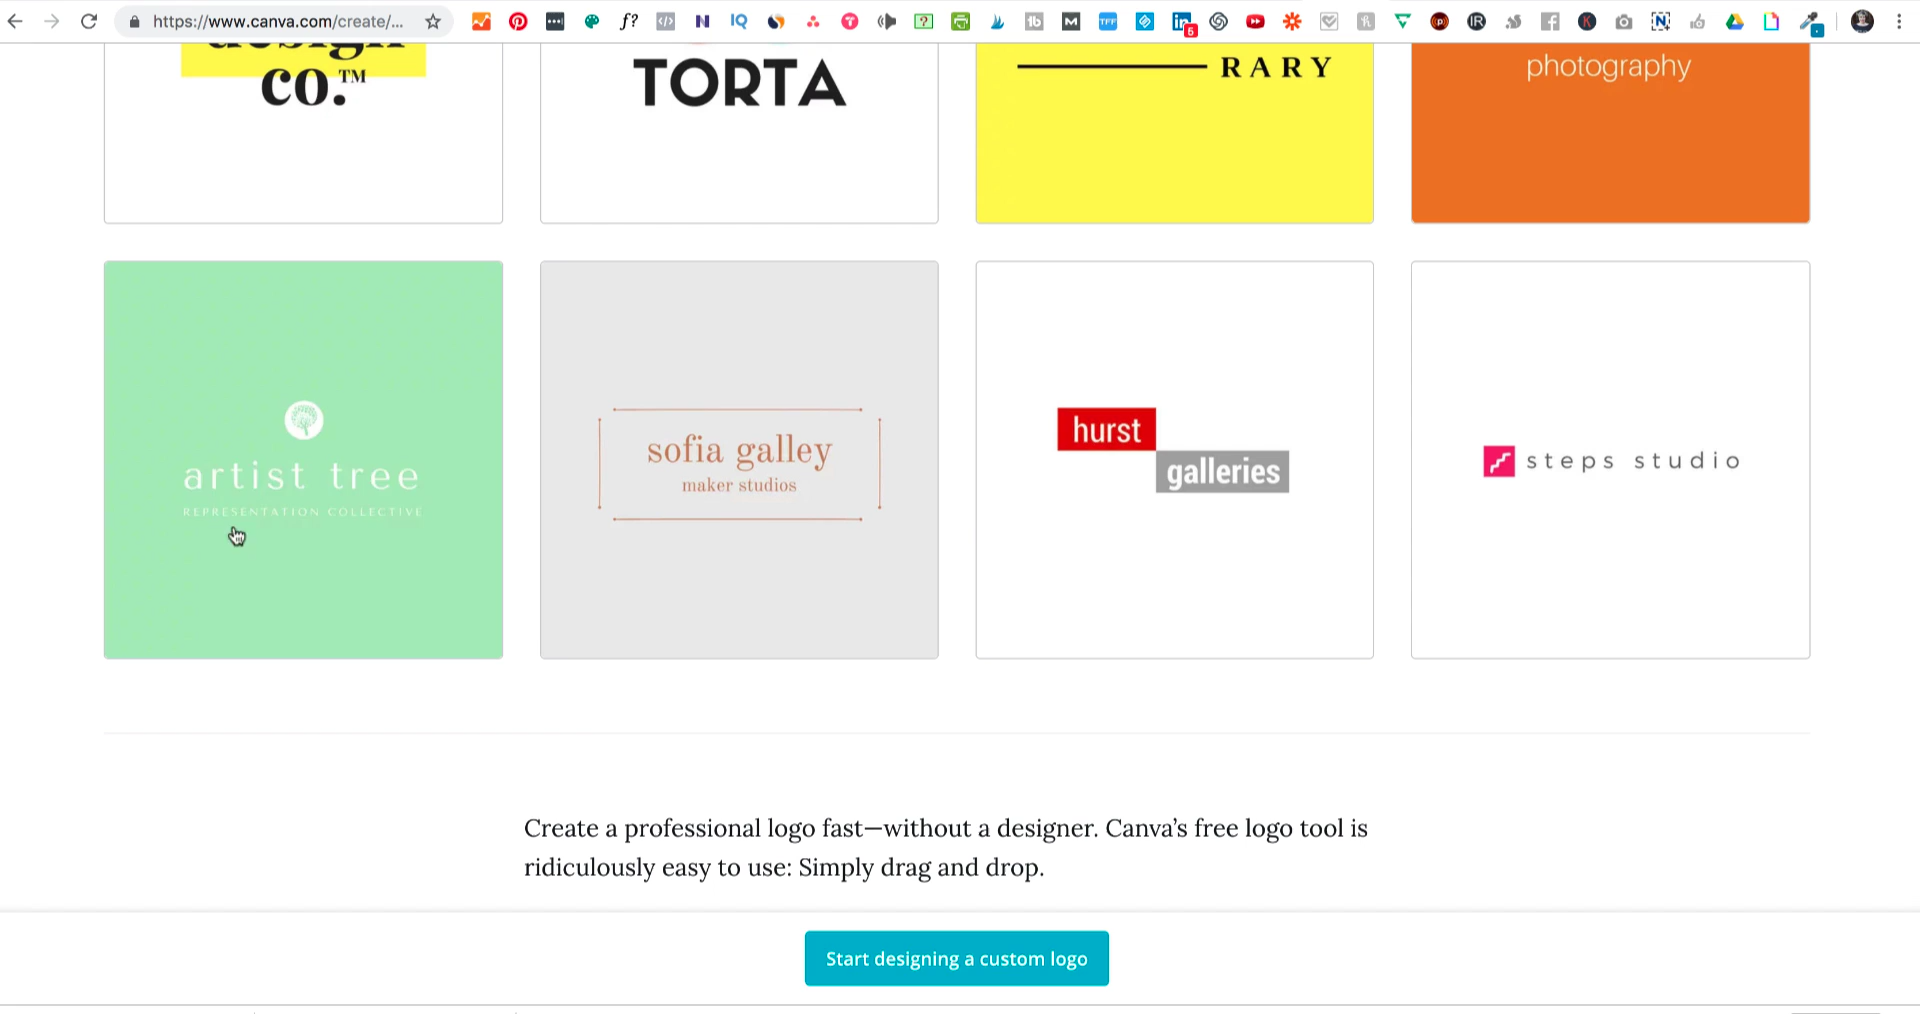 https://www.canva.com/create/...
design
co.™
TORTA
RARY
photography
artist tree
REPRESENTATION COLLECTIVE
sofia galley
maker studios
hurst
galleries
steps studio
Create a professional logo fast—without a designer. Canva’s free logo tool is
ridiculously easy to use: Simply drag and drop.
Start designing a custom logo